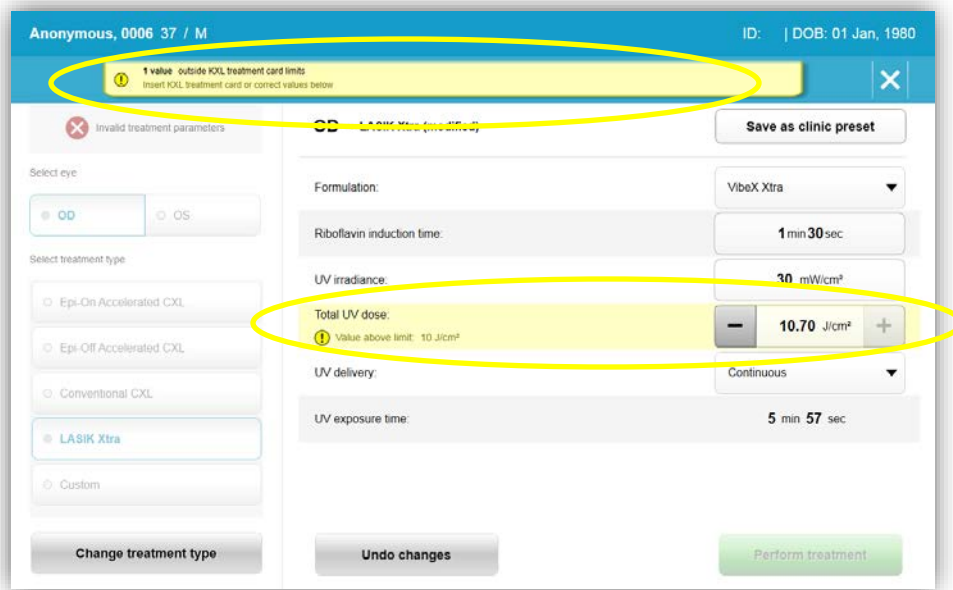 Anonymous, 0006 37 / M
ID: | DOB: 01 Jan, 1980
1 value outside KXL treatment card limits
Insert KXL treatment card or correct values below
Invalid treatment parameters
LASIK Xtra (modified)
Save as clinic preset
Select eye
OD
OS
Select treatment type
Epi-On Accelerated CXL
Epi-Off Accelerated CXL
Conventional CXL
LASIK Xtra
Custom
Change treatment type
Formulation: VibeX Xtra
Riboflavin induction time: 1 min 30 sec
UV irradiance: 30 mW/cm²
Total UV dose: 10.70 J/cm²
Value above limit: 10 J/cm²
UV delivery: Continuous
UV exposure time: 5 min 57 sec
Undo changes
Perform treatment